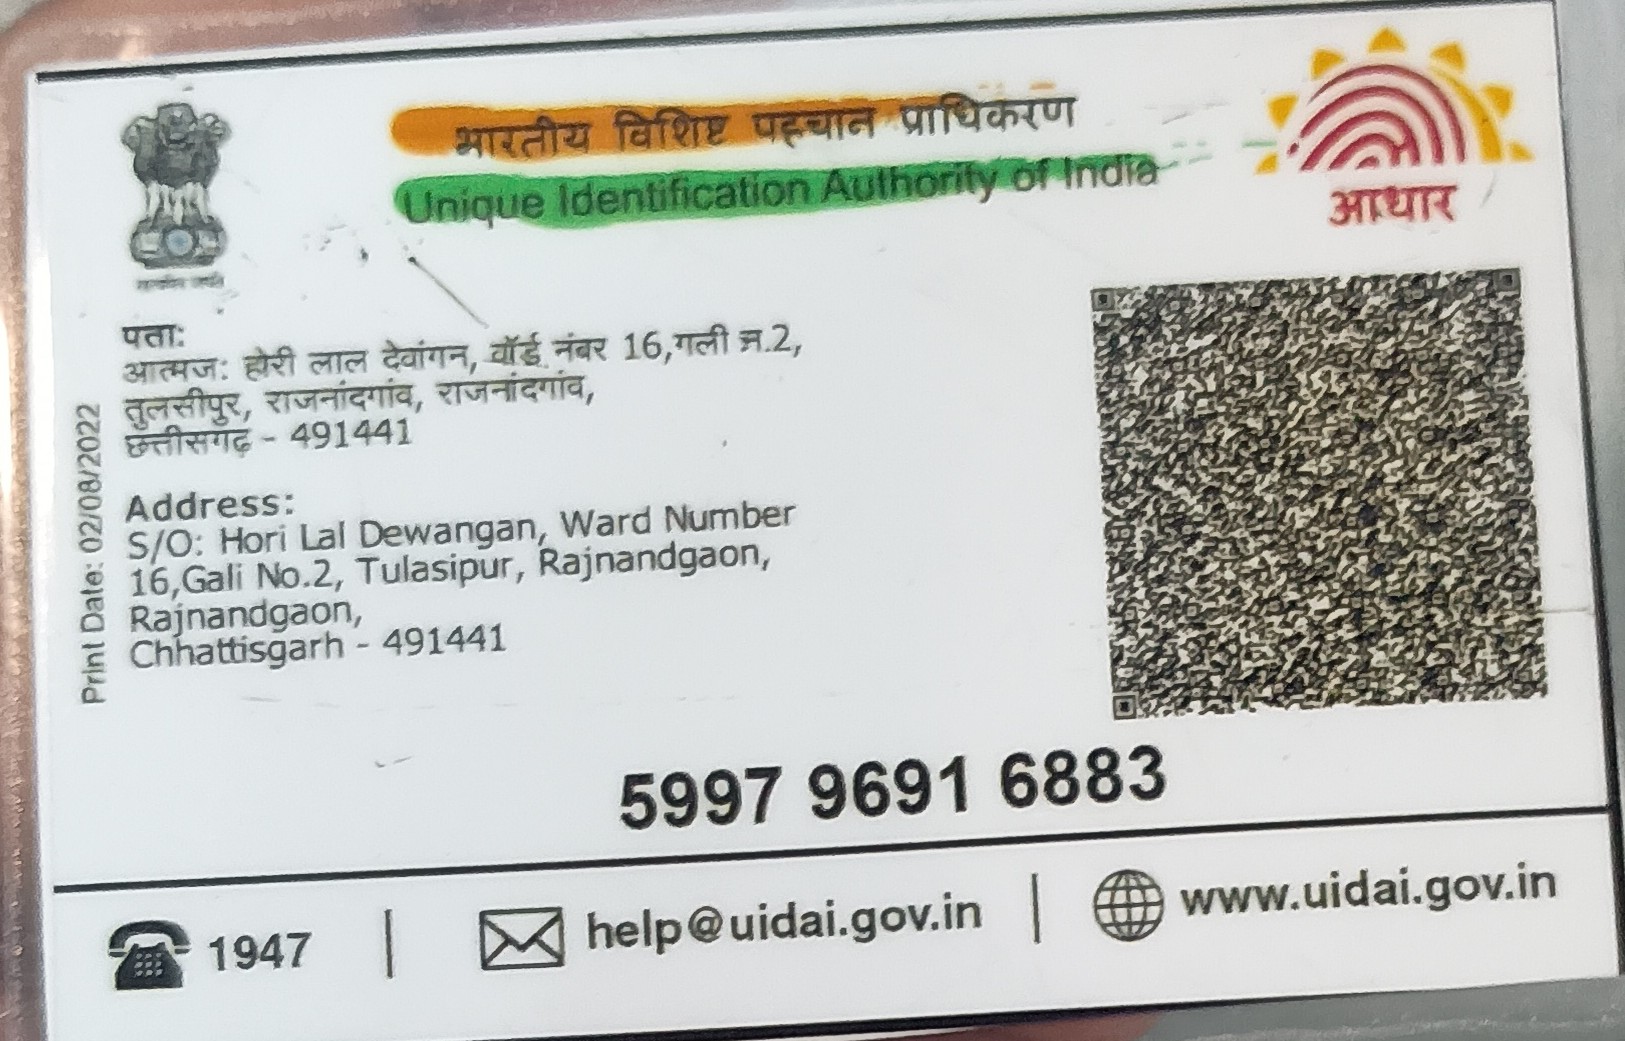 भारतीय विशिष्ट पहचान प्राधिकरण
Unique Identification Authority of India
आधार
पता:
आत्मज: होरी लाल देवांगन, वॉर्ड नंबर 16,गली न.2,
तुलसीपुर, राजनांदगांव, राजनांदगांव,
छत्तीसगढ़ - 491441
Address:
S/O: Hori Lal Dewangan, Ward Number
16,Gali No.2, Tulasipur, Rajnandgaon,
Rajnandgaon,
Chhattisgarh - 491441
Print Date: 02/08/2022
5997 9691 6883
1947 | help@uidai.gov.in | www.uidai.gov.in